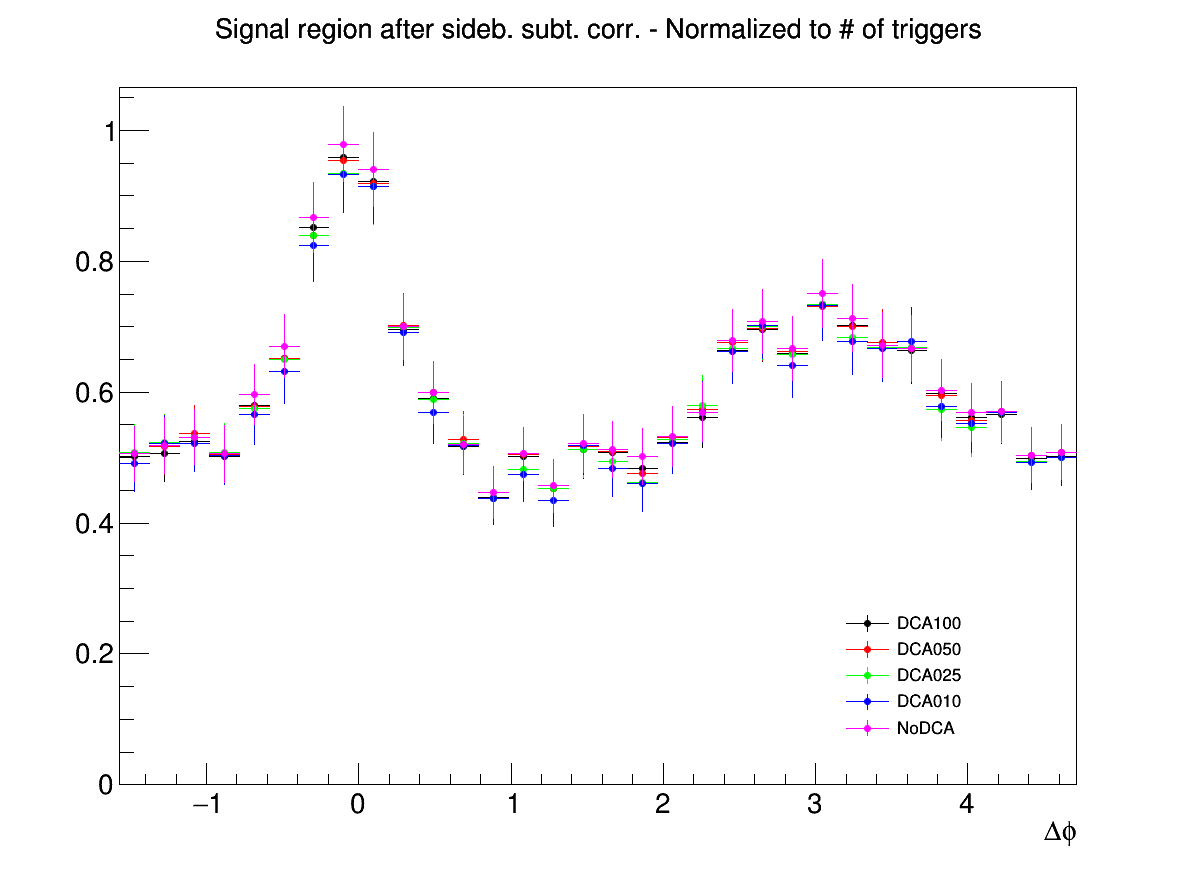 Signal region after sideb. subt. corr. - Normalized to # of triggers
1
0.8
0.6
0.4
0.2
0
−1 0 1 2 3 4
Δϕ
DCA100
DCA050
DCA025
DCA010
NoDCA